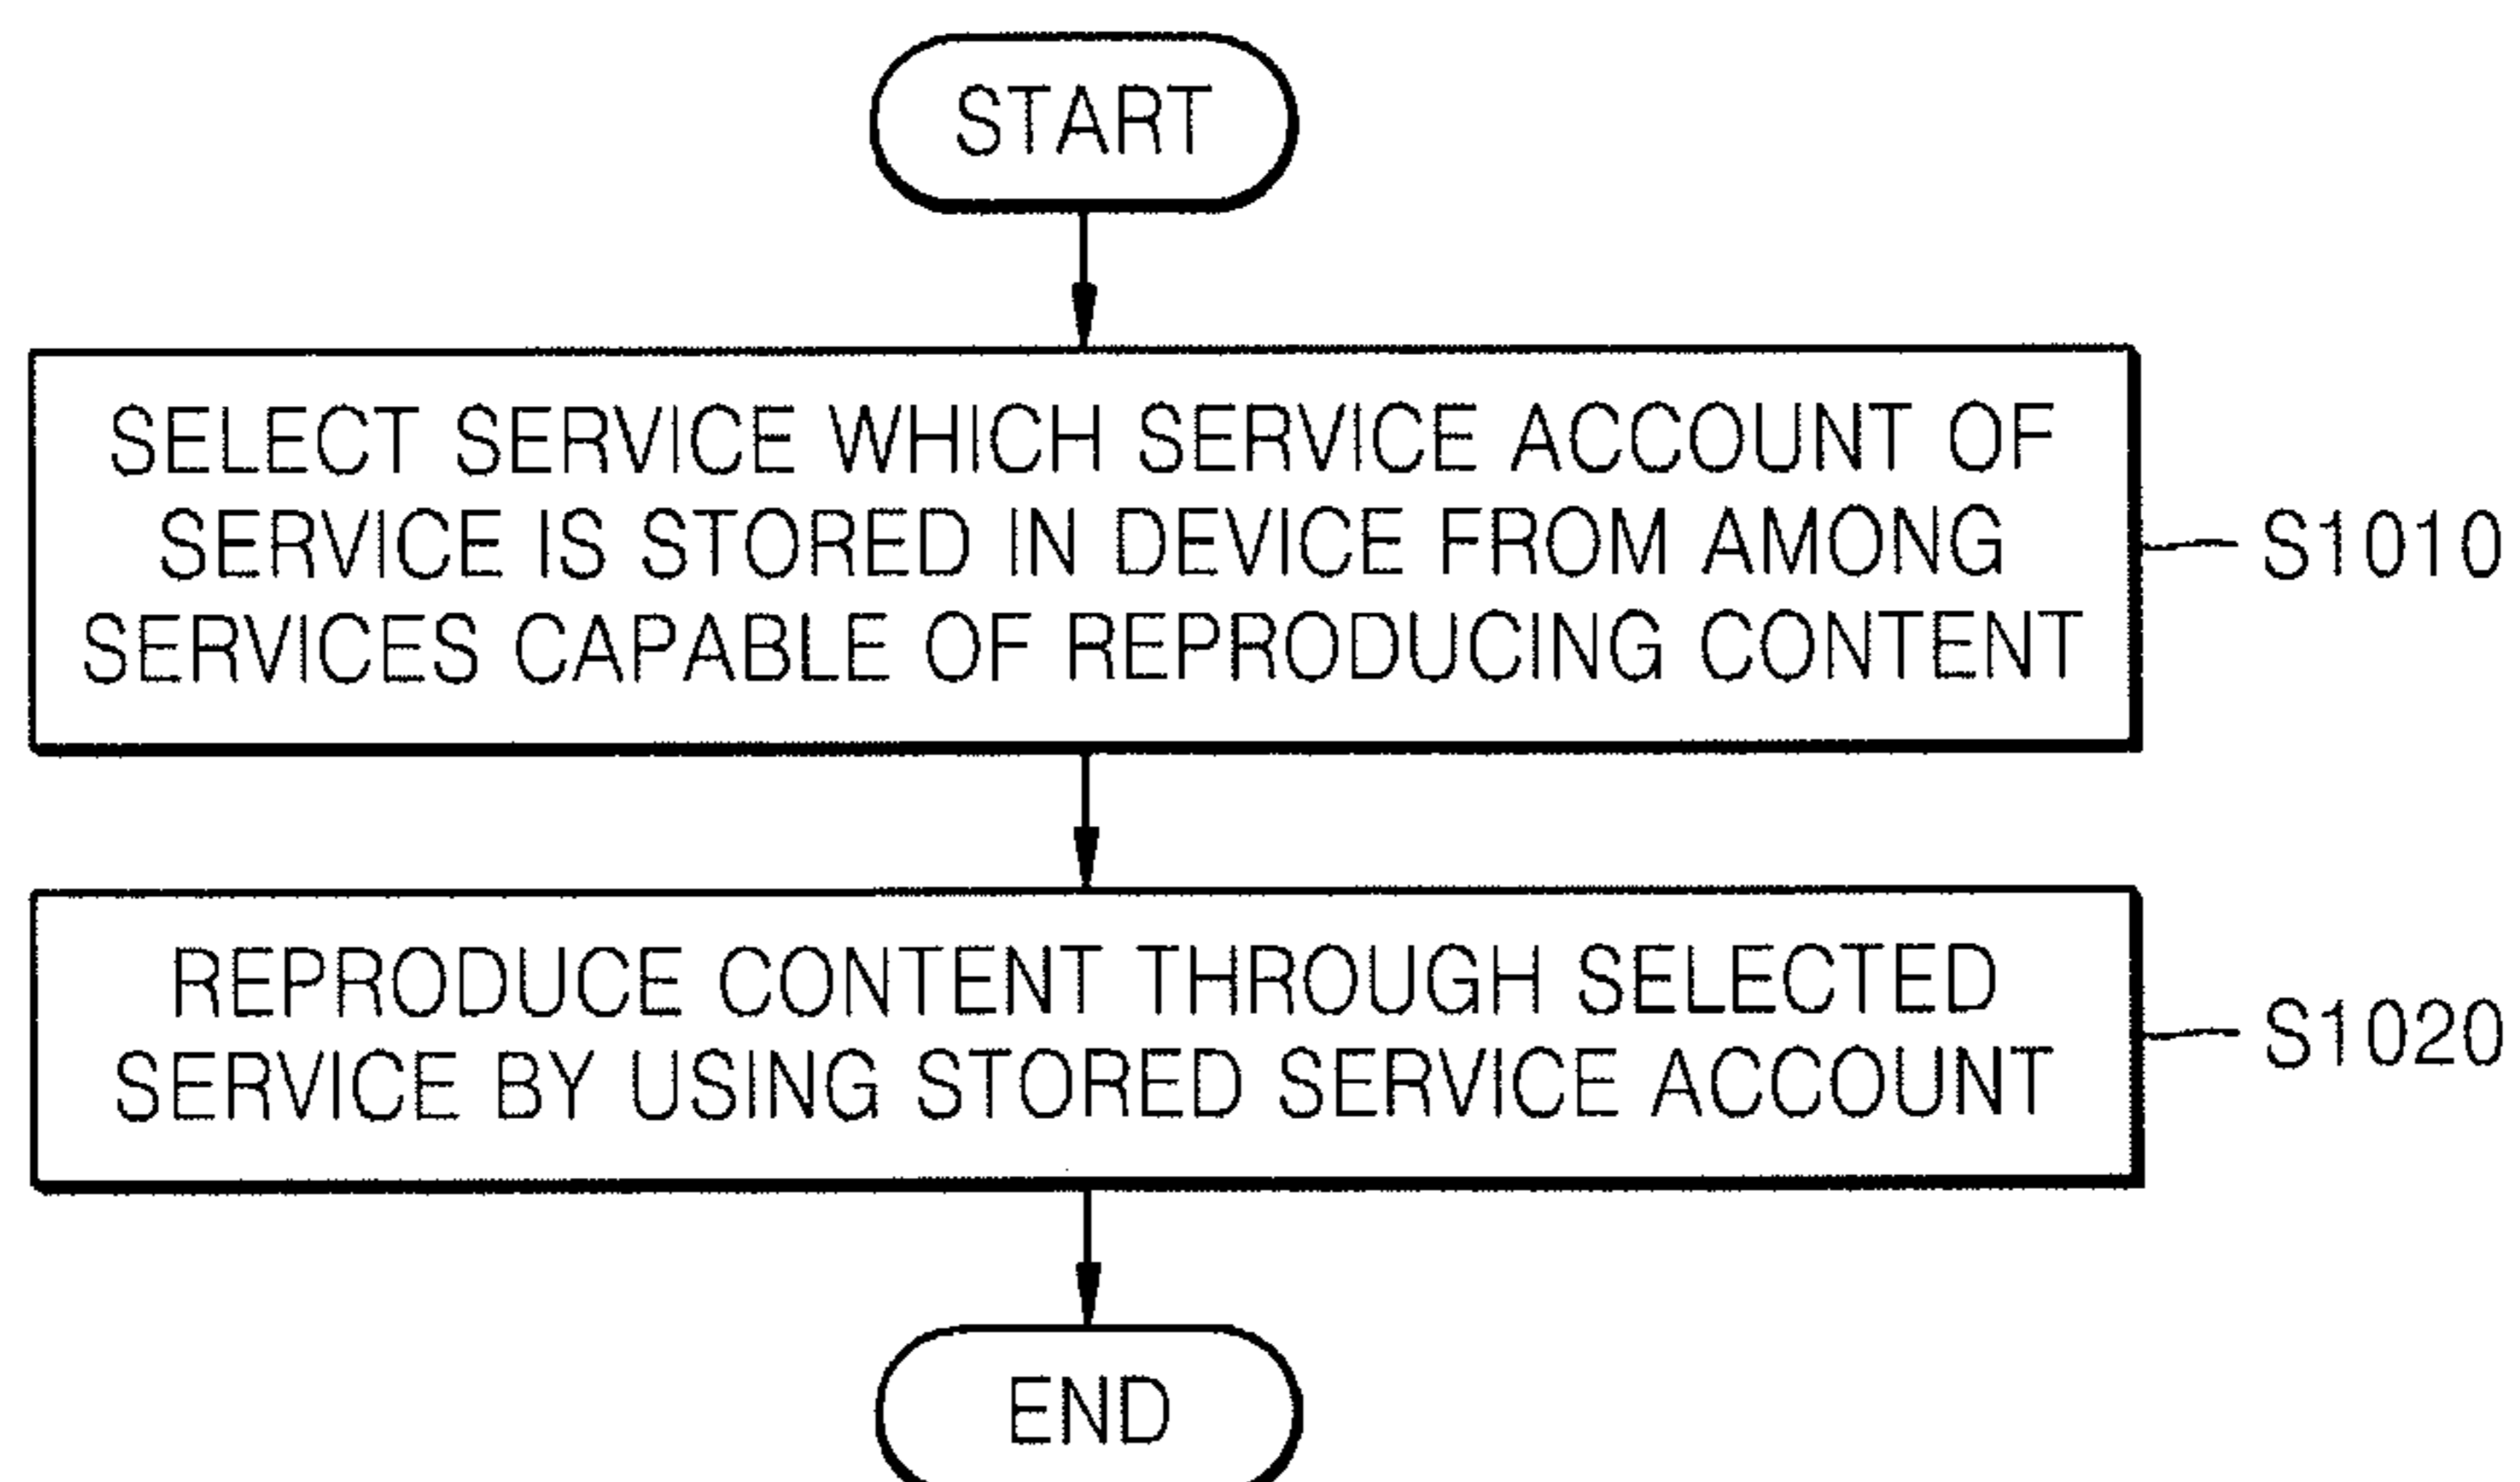 START
SELECT SERVICE WHICH SERVICE ACCOUNT OF
SERVICE IS STORED IN DEVICE FROM AMONG
SERVICES CAPABLE OF REPRODUCING CONTENT
S1010
REPRODUCE CONTENT THROUGH SELECTED
SERVICE BY USING STORED SERVICE ACCOUNT
S1020
END